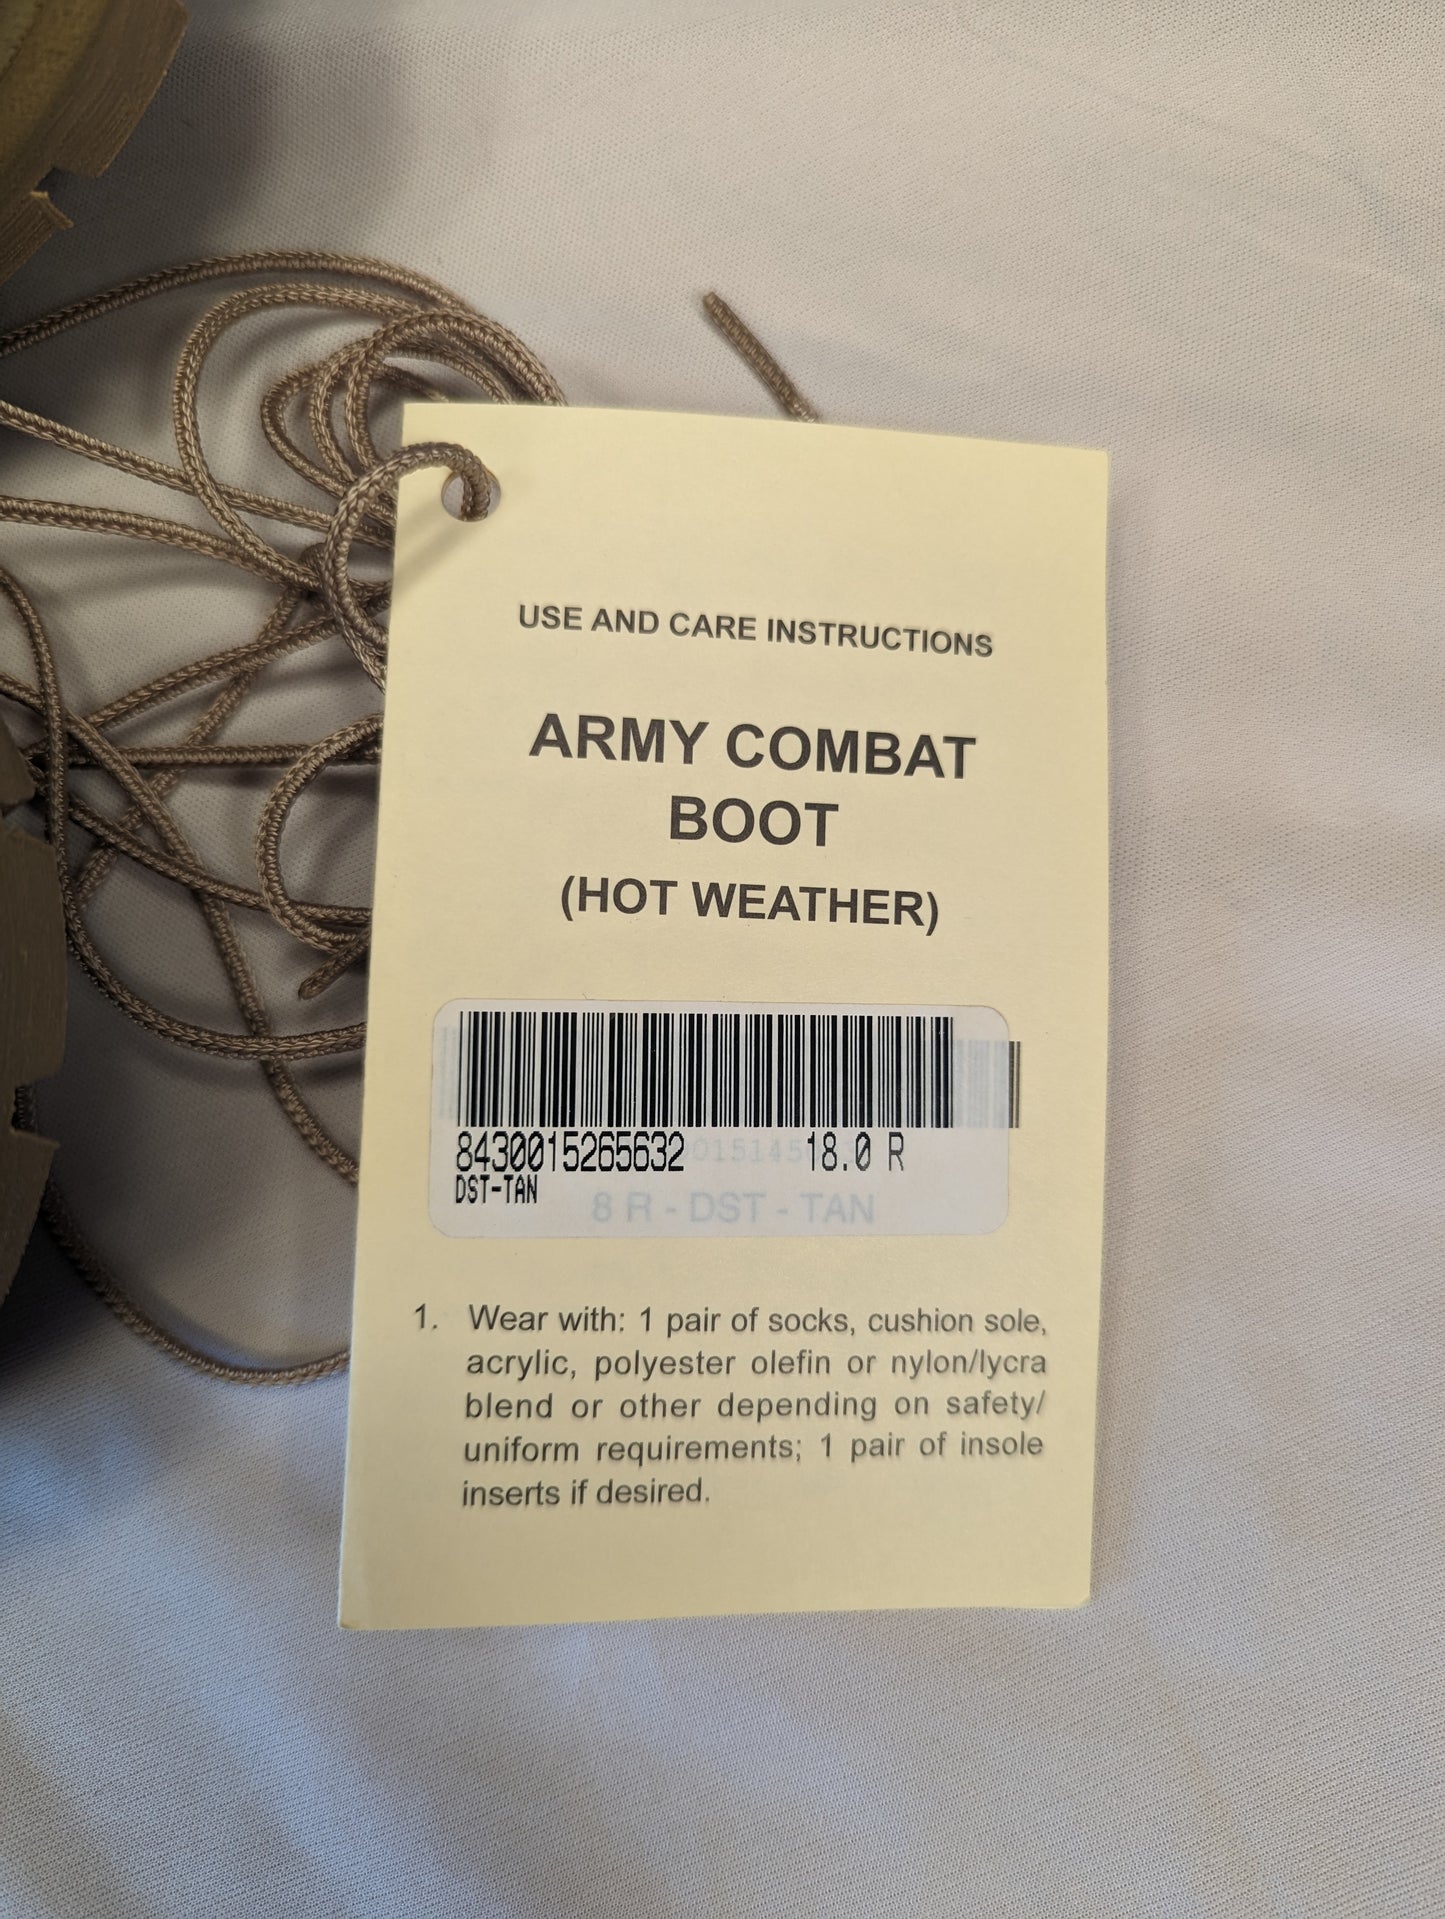 USE AND CARE INSTRUCTIONS
ARMY COMBAT
BOOT
(HOT WEATHER)
8430015265632 18.0 R
DST-TAN
8 R - DST - TAN
1. Wear with: 1 pair of socks, cushion sole,
acrylic, polyester olefin or nylon/lycra
blend or other depending on safety/
uniform requirements; 1 pair of insole
inserts if desired.